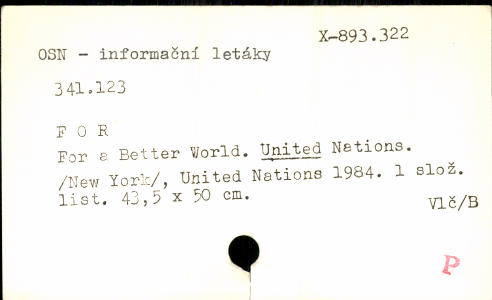 X-893.322
OSN - informační letáky
341.123
F O R
For a Better World. United Nations.
/New York/, United Nations 1984. 1 slož.
list. 43,5 x 50 cm.
Vlč/B
P